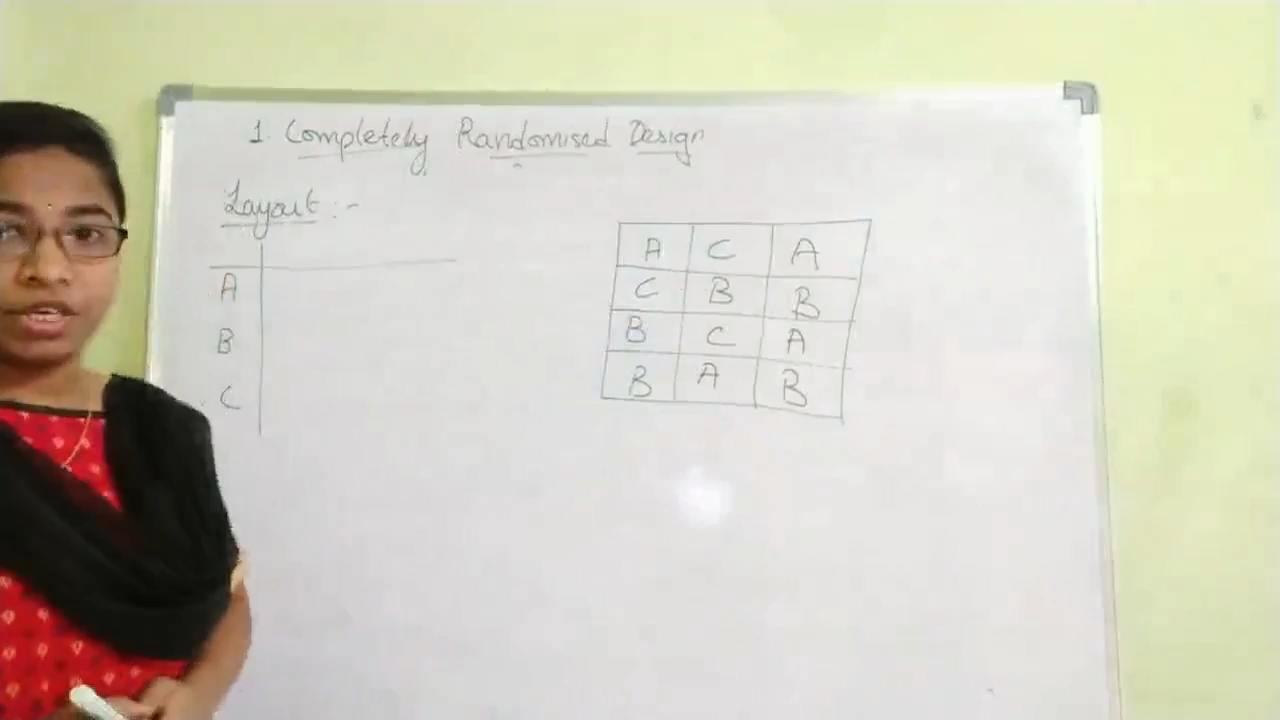 1. Completely Randomised Design
Layout :-
A
B
C
A C A
C B B
B C A
B A B